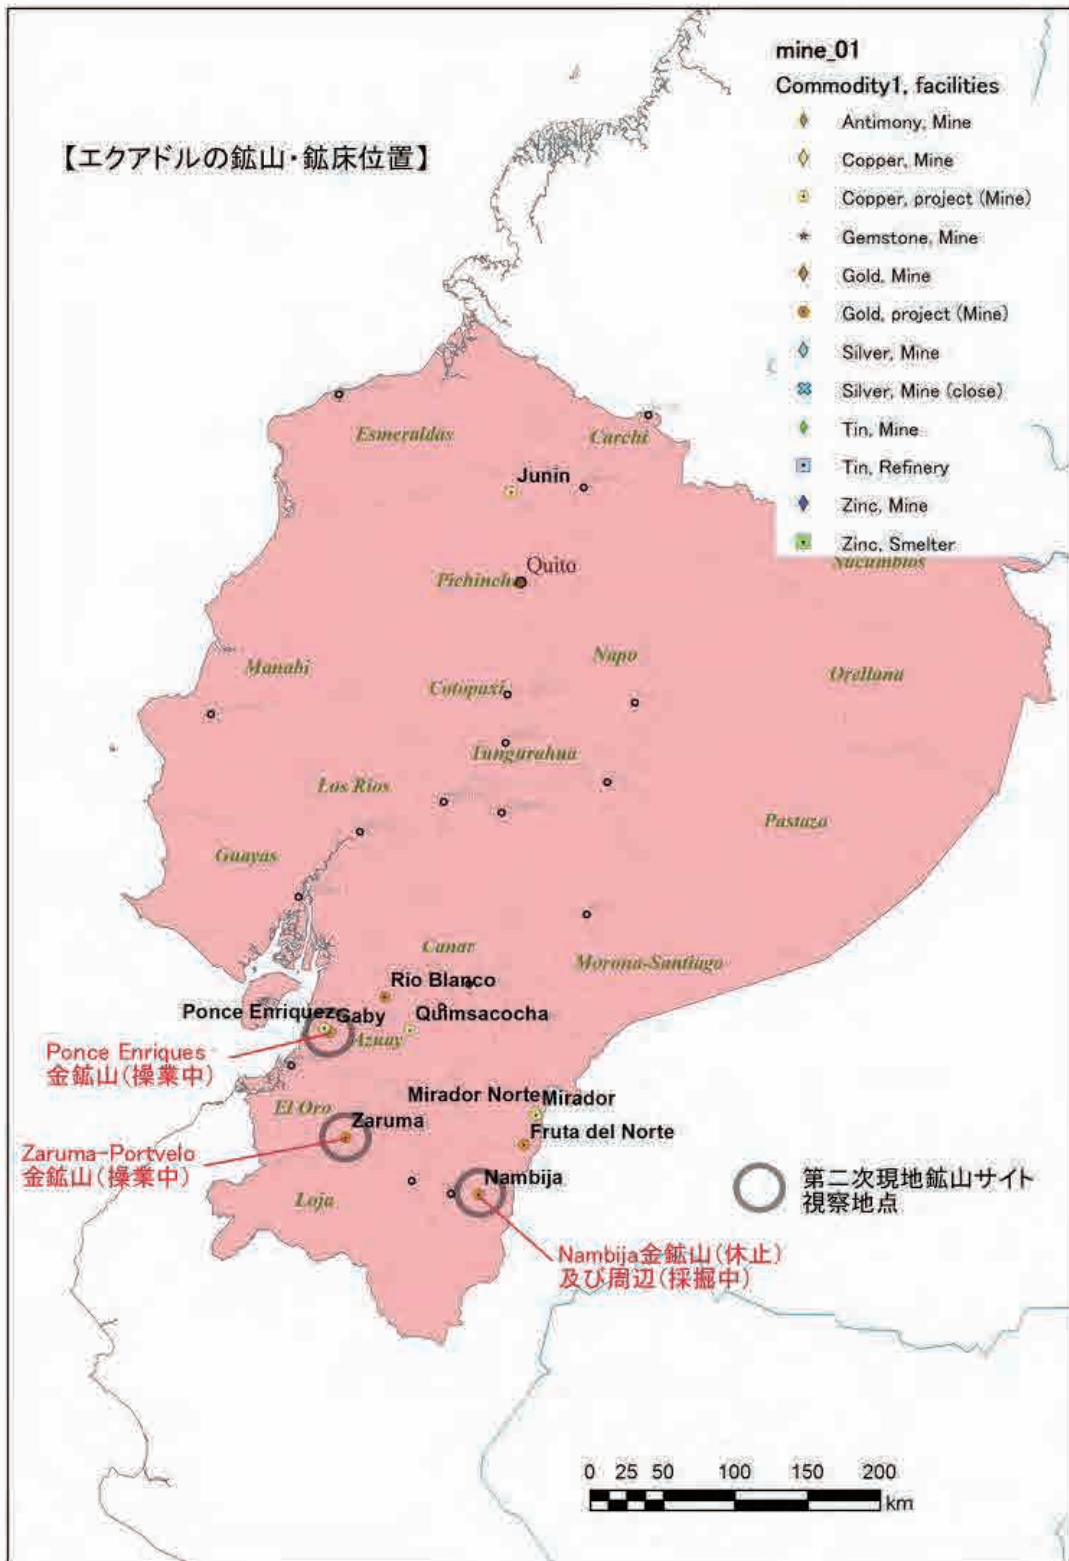 mine_01
Commodity1, facilities
Antimony, Mine
Copper, Mine
Copper, project (Mine)
Gemstone, Mine
Gold, Mine
Gold, project (Mine)
Silver, Mine
Silver, Mine (close)
Tin, Mine
Tin, Refinery
Zinc, Mine
Zinc, Smelter
【エクアドルの鉱山・鉱床位置】
Esmeraldas
Carchi
Junin
Quito
Pichincha
Sucumbios
Manabi
Napo
Cotopaxi
Orellana
Tungurahua
Los Rios
Pastaza
Guayas
Canar
Morona-Santiago
Rio Blanco
Ponce Enriquez
Gaby
Quimsacocha
Azuay
Ponce Enriques
金鉱山(操業中)
Mirador Norte
Mirador
El Oro
Zaruma
Fruta del Norte
Zaruma-Portvelo
金鉱山(操業中)
Nambija
Loja
第二次現地鉱山サイト
視察地点
Nambija金鉱山(休止)
及び周辺(採掘中)
0 25 50 100 150 200
km